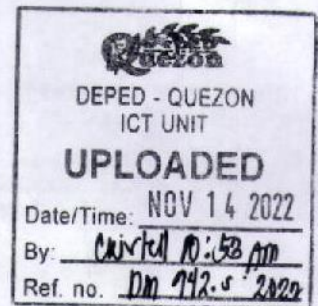 Quezon
DEPED - QUEZON
ICT UNIT
UPLOADED
Date/Time: NOV 14 2022
By: 10:58 AM
Ref. no. DM 942.s 2022